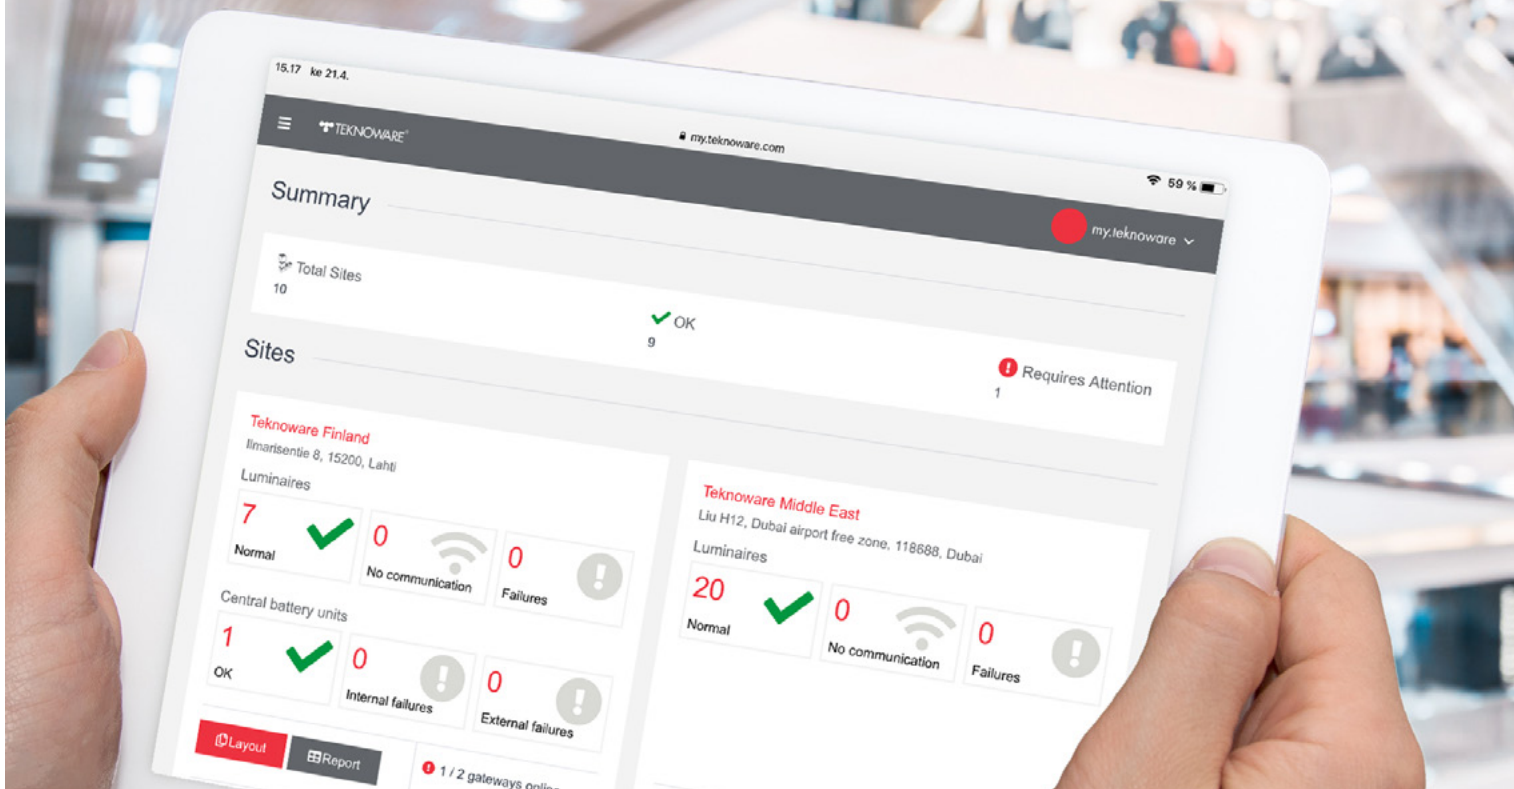 15.17 ke 21.4.
my.teknoware.com
59 %
TEKNOWARE®
my.teknoware
Summary
Total Sites
10
OK
9
Requires Attention
1
Sites
Teknoware Finland
Ilmarisentie 8, 15200, Lahti
Luminaires
7
Normal
0
No communication
0
Failures
Central battery units
1
OK
0
Internal failures
0
External failures
Layout
Report
1 / 2 gateways online
Teknoware Middle East
Liu H12, Dubai airport free zone, 118688, Dubai
Luminaires
20
Normal
0
No communication
0
Failures